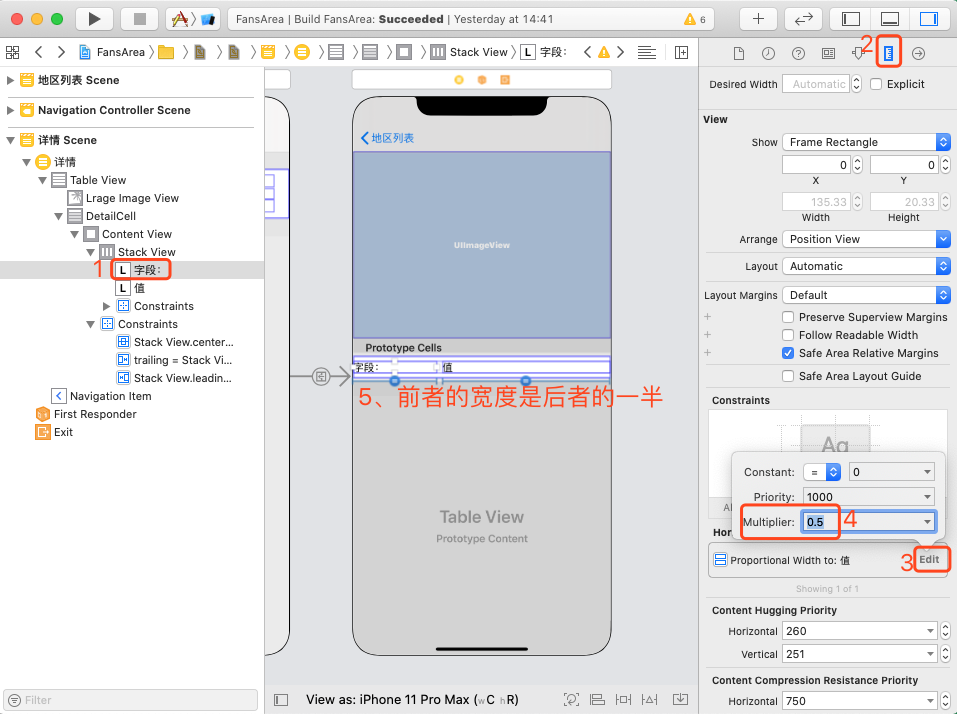 FansArea | Build FansArea: Succeeded | Yesterday at 14:41
6
FansArea
Stack View
L 字段：
2
地区列表 Scene
Navigation Controller Scene
详情 Scene
详情
Table View
Lrage Image View
DetailCell
Content View
Stack View
1
L 字段：
L 值
Constraints
Constraints
Stack View.center...
trailing = Stack Vi...
Stack View.leadin...
Navigation Item
First Responder
Exit
Filter
地区列表
UIImageView
Prototype Cells
字段：
值
5、前者的宽度是后者的一半
Table View
Prototype Content
View as: iPhone 11 Pro Max (wC hR)
Desired Width
Automatic
Explicit
View
Show
Frame Rectangle
0
0
X
Y
135.33
20.33
Width
Height
Arrange
Position View
Layout
Automatic
Layout Margins
Default
Preserve Superview Margins
Follow Readable Width
Safe Area Relative Margins
Safe Area Layout Guide
Constraints
Ag
Constant:
=
0
Priority:
1000
Multiplier:
0.5
4
Proportional Width to: 值
3
Edit
Showing 1 of 1
Content Hugging Priority
Horizontal
260
Vertical
251
Content Compression Resistance Priority
Horizontal
750